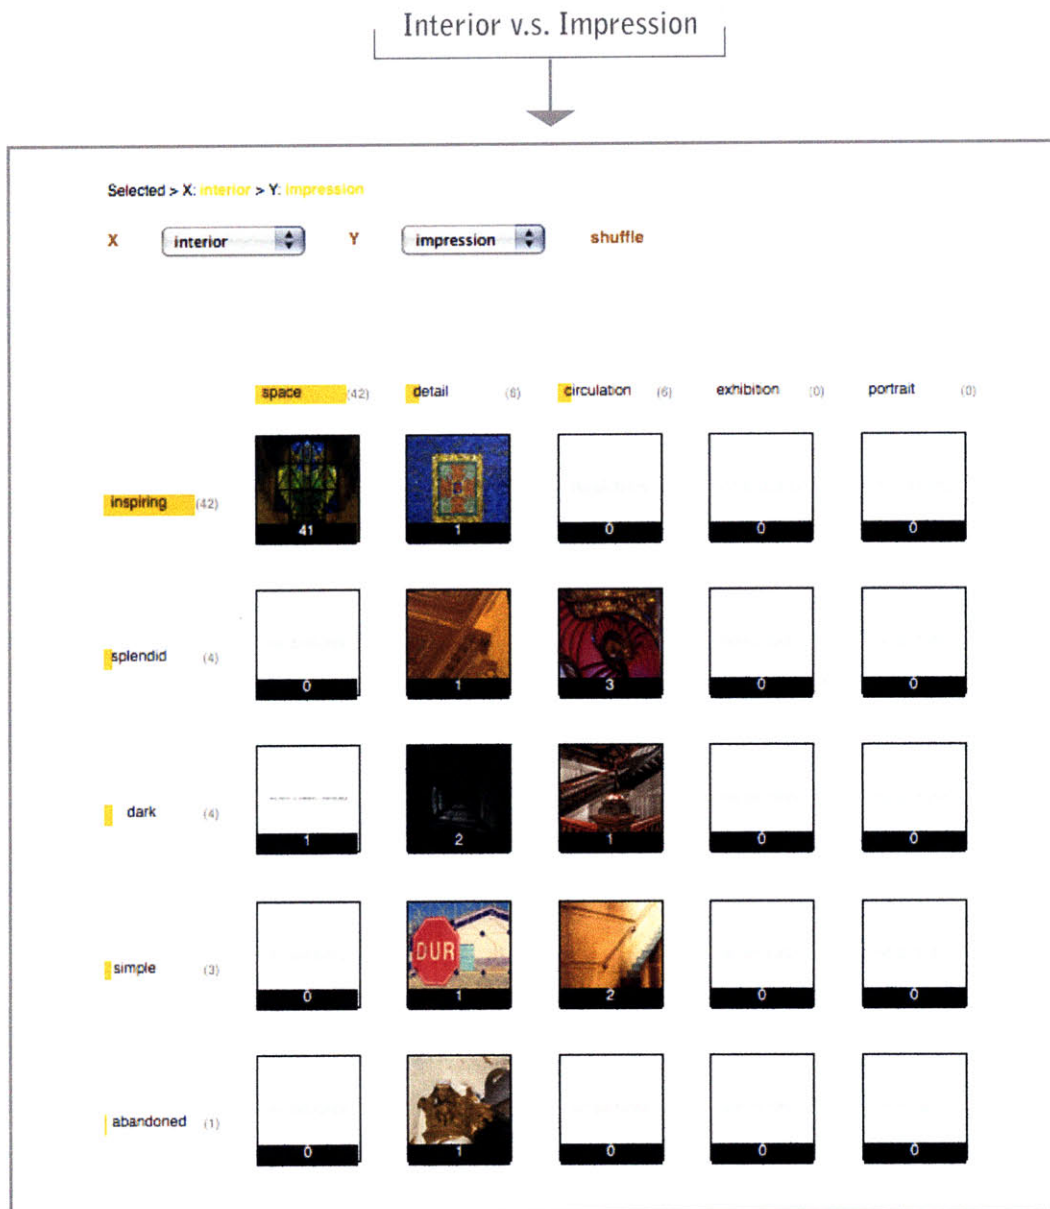 Interior v.s. Impression
Selected > X: interior > Y: impression
X interior Y impression shuffle
space (42) detail (6) circulation (6) exhibition (0) portrait (0)
inspiring (42)
41 1 0 0 0
splendid (4)
0 1 3 0 0
dark (4)
1 2 1 0 0
simple (3)
DUR
0 1 2 0 0
abandoned (1)
0 1 0 0 0